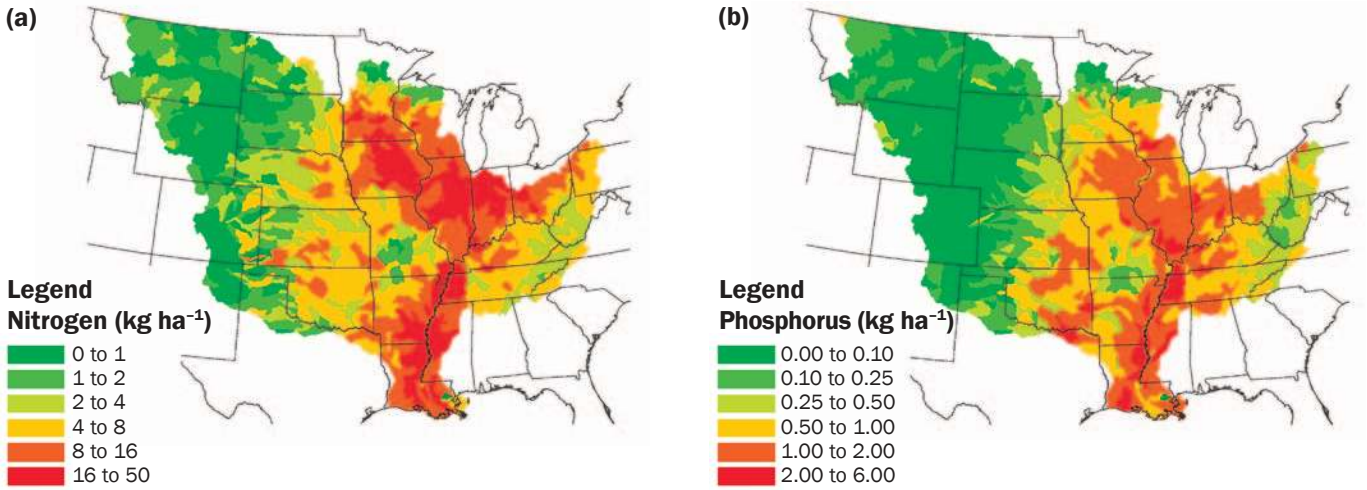 (a)
Legend
Nitrogen (kg ha⁻¹)
0 to 1
1 to 2
2 to 4
4 to 8
8 to 16
16 to 50
(b)
Legend
Phosphorus (kg ha⁻¹)
0.00 to 0.10
0.10 to 0.25
0.25 to 0.50
0.50 to 1.00
1.00 to 2.00
2.00 to 6.00